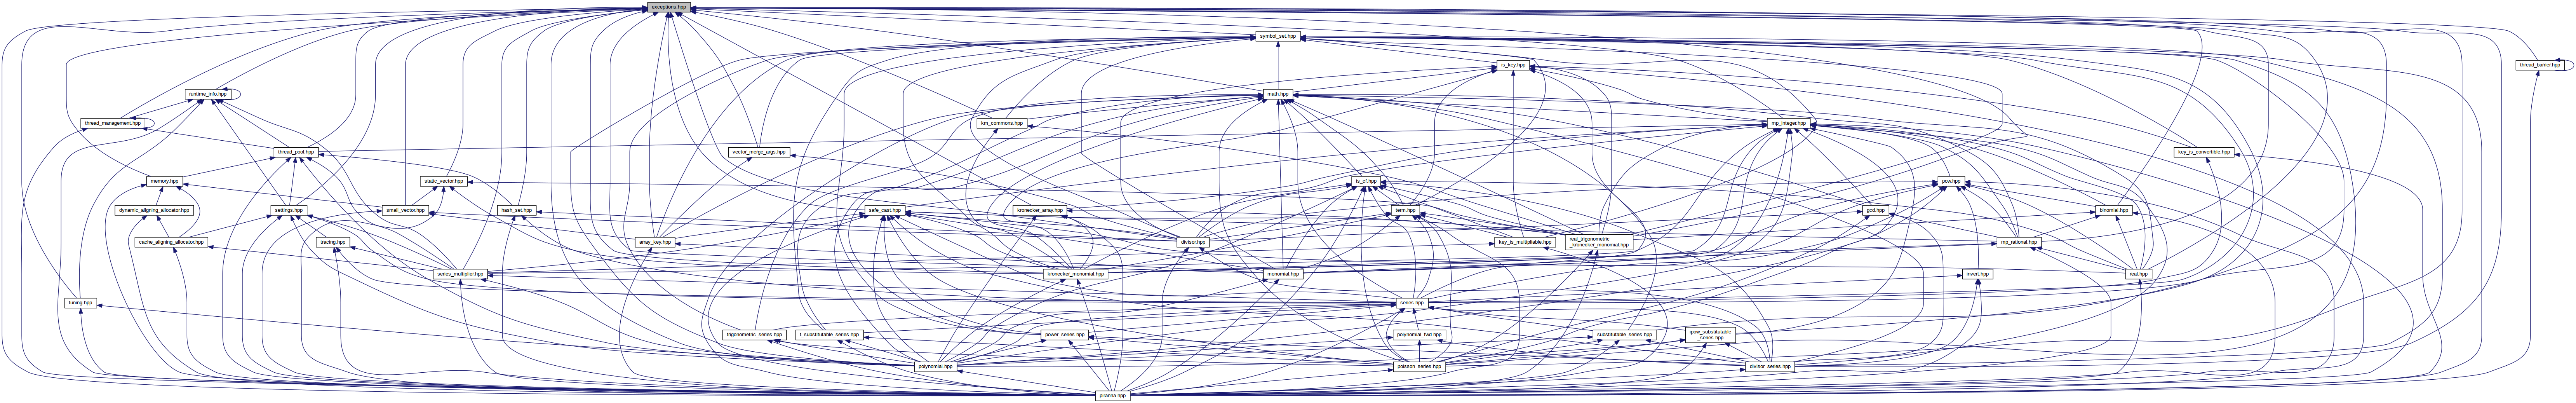 exceptions.hpp
symbol_set.hpp
is_key.hpp
thread_barrier.hpp
runtime_info.hpp
math.hpp
thread_management.hpp
km_commons.hpp
mp_integer.hpp
thread_pool.hpp
vector_merge_args.hpp
key_is_convertible.hpp
memory.hpp
static_vector.hpp
is_cf.hpp
pow.hpp
dynamic_aligning_allocator.hpp
settings.hpp
small_vector.hpp
hash_set.hpp
safe_cast.hpp
kronecker_array.hpp
term.hpp
gcd.hpp
binomial.hpp
cache_aligning_allocator.hpp
tracing.hpp
array_key.hpp
divisor.hpp
key_is_multipliable.hpp
real_trigonometric
_kronecker_monomial.hpp
mp_rational.hpp
series_multiplier.hpp
kronecker_monomial.hpp
monomial.hpp
invert.hpp
real.hpp
tuning.hpp
series.hpp
trigonometric_series.hpp
t_substitutable_series.hpp
power_series.hpp
polynomial_fwd.hpp
substitutable_series.hpp
ipow_substitutable
_series.hpp
polynomial.hpp
poisson_series.hpp
divisor_series.hpp
piranha.hpp